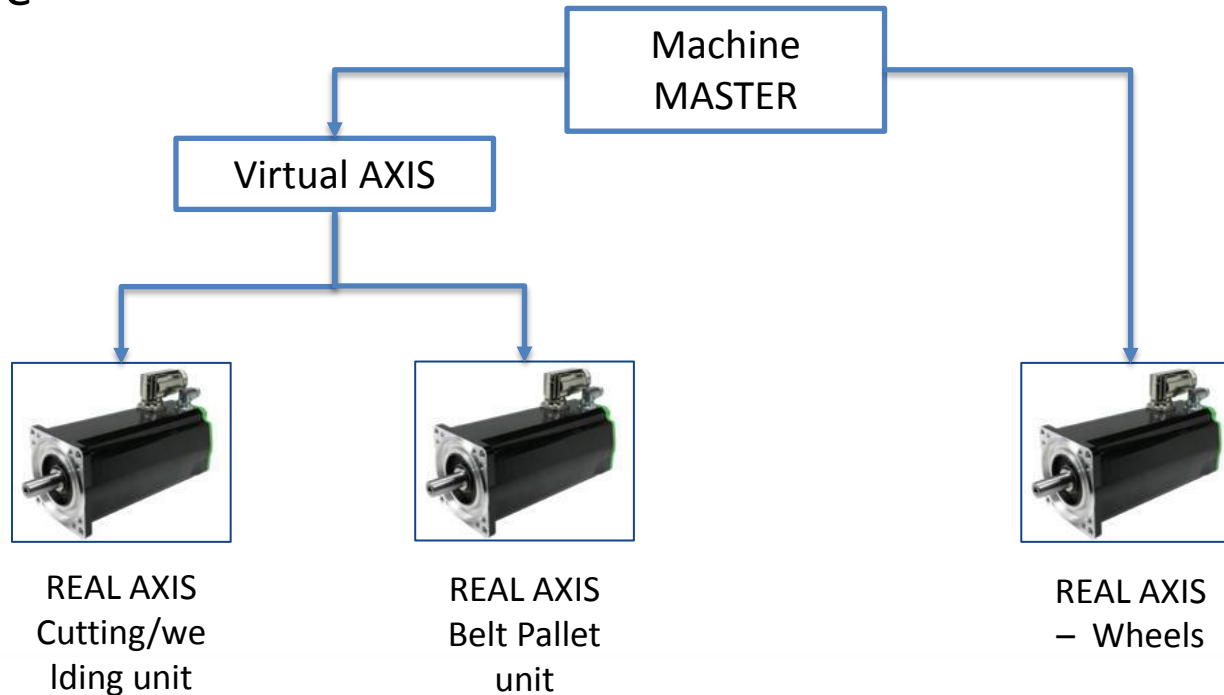 Machine
MASTER
Virtual AXIS
REAL AXIS
Cutting/we
lding unit
REAL AXIS
Belt Pallet
unit
REAL AXIS
– Wheels